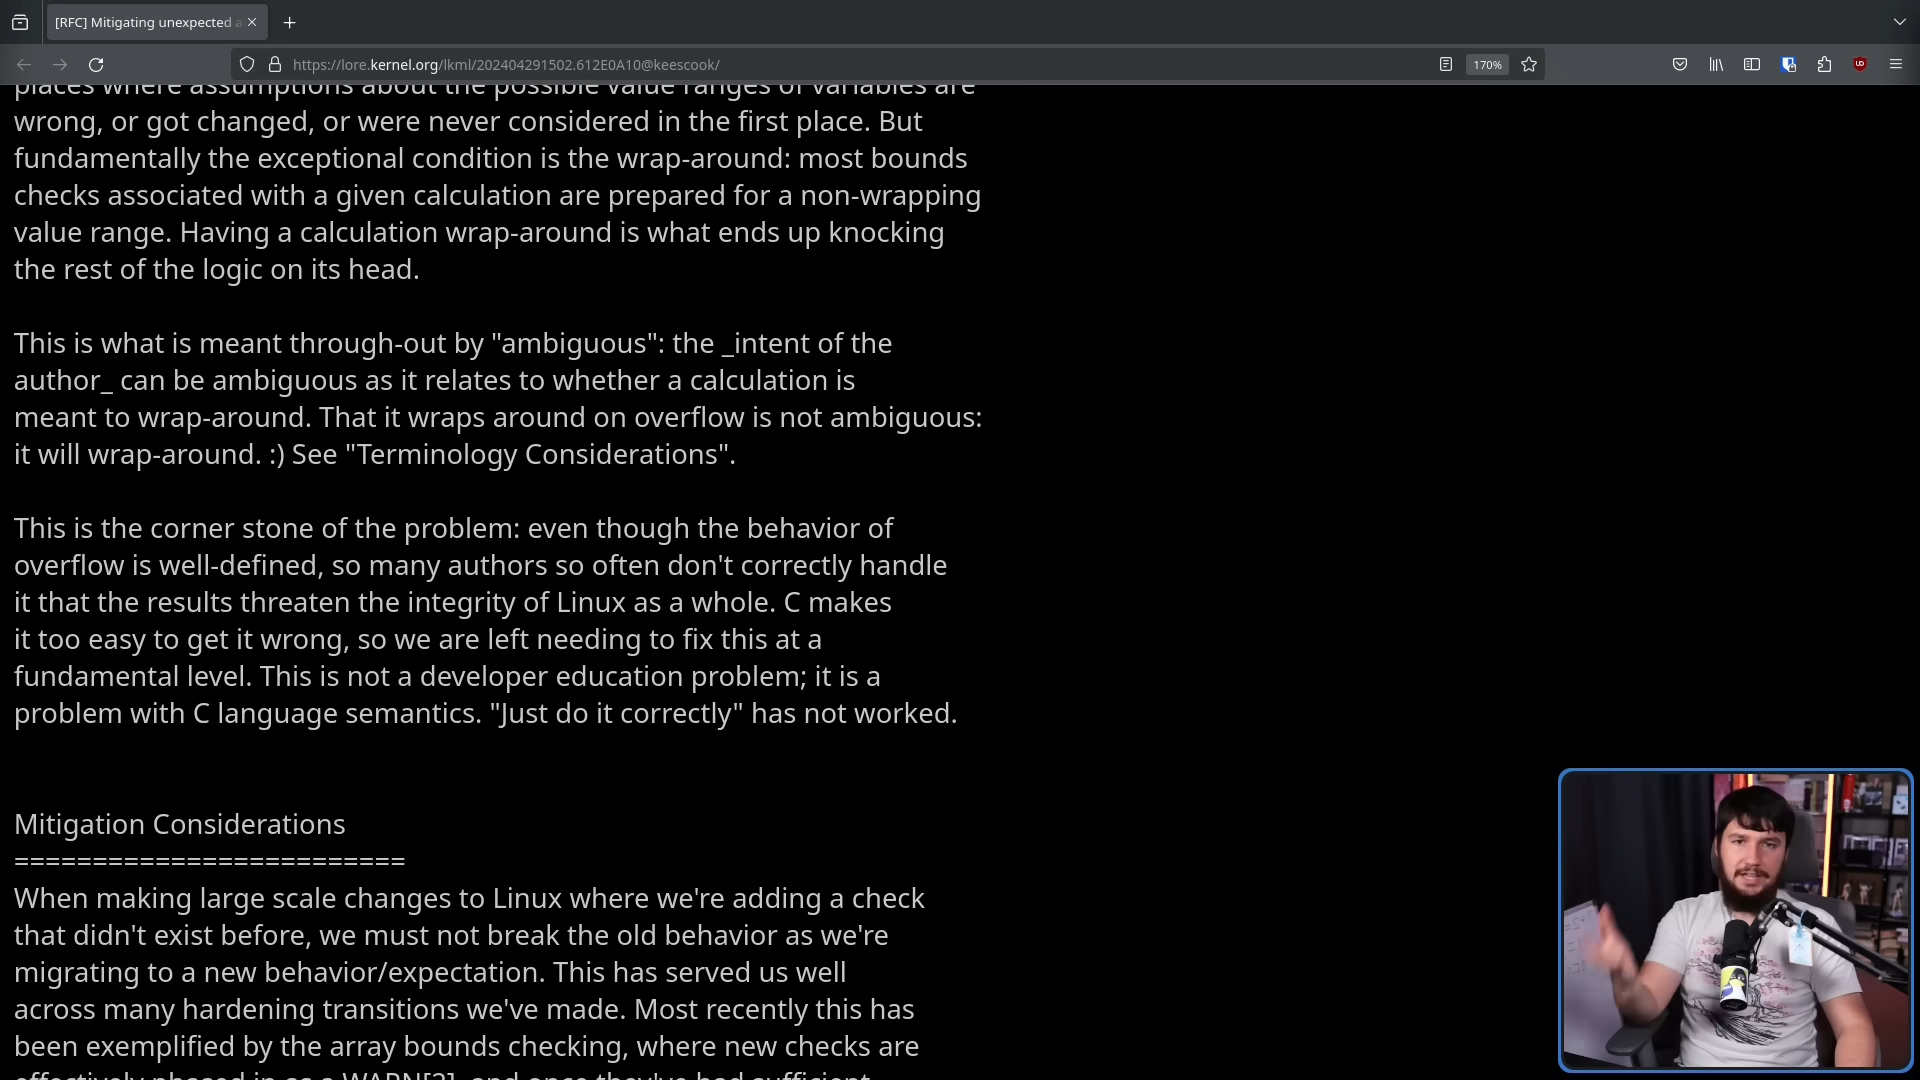 [RFC] Mitigating unexpected a
https://lore.kernel.org/lkml/202404291502.612E0A10@keescook/
170%
places where assumptions about the possible value ranges of variables are
wrong, or got changed, or were never considered in the first place. But
fundamentally the exceptional condition is the wrap-around: most bounds
checks associated with a given calculation are prepared for a non-wrapping
value range. Having a calculation wrap-around is what ends up knocking
the rest of the logic on its head.
This is what is meant through-out by "ambiguous": the _intent of the
author_ can be ambiguous as it relates to whether a calculation is
meant to wrap-around. That it wraps around on overflow is not ambiguous:
it will wrap-around. :) See "Terminology Considerations".
This is the corner stone of the problem: even though the behavior of
overflow is well-defined, so many authors so often don't correctly handle
it that the results threaten the integrity of Linux as a whole. C makes
it too easy to get it wrong, so we are left needing to fix this at a
fundamental level. This is not a developer education problem; it is a
problem with C language semantics. "Just do it correctly" has not worked.
Mitigation Considerations
=========================
When making large scale changes to Linux where we're adding a check
that didn't exist before, we must not break the old behavior as we're
migrating to a new behavior/expectation. This has served us well
across many hardening transitions we've made. Most recently this has
been exemplified by the array bounds checking, where new checks are
effectively phased in as a WARN[2], and once they've had sufficient